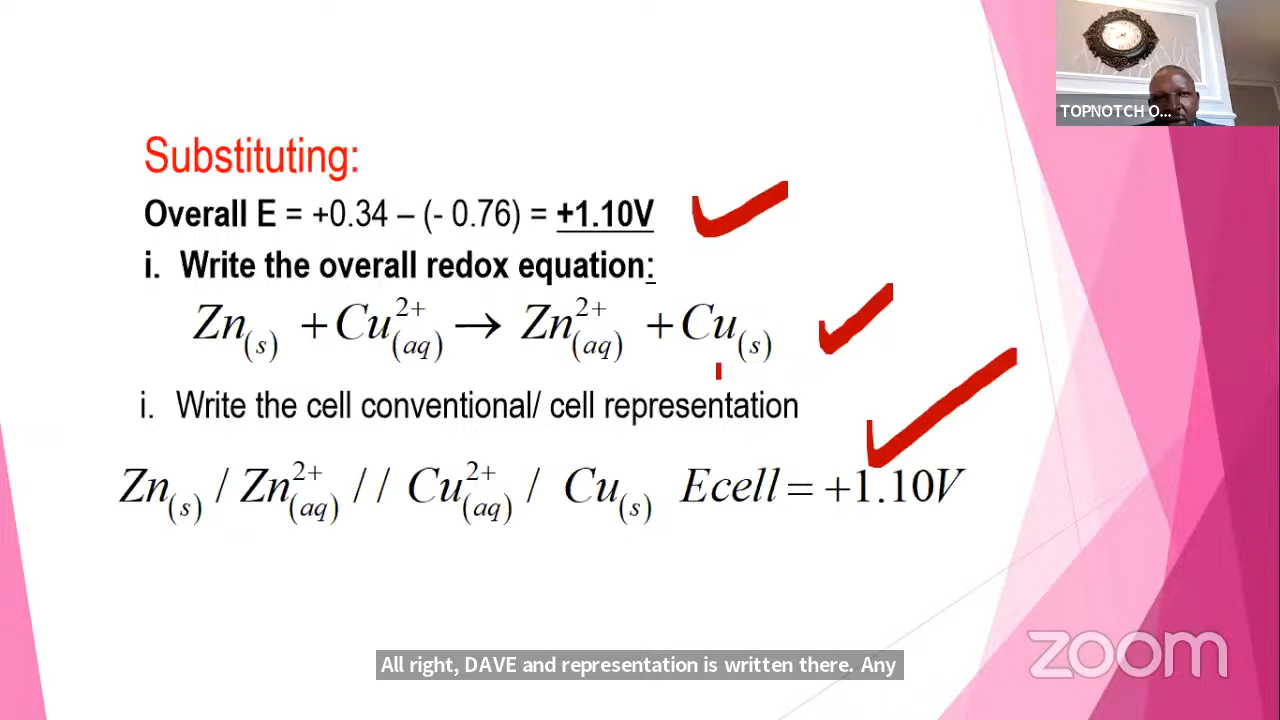 TOPNOTCH O...
Substituting:
Overall E = +0.34 – (- 0.76) = +1.10V
i. Write the overall redox equation:
Zn(s) + Cu²⁺(aq) → Zn²⁺(aq) + Cu(s)
i. Write the cell conventional/ cell representation
Zn(s) / Zn²⁺(aq) // Cu²⁺(aq) / Cu(s) Ecell = +1.10V
zoom
All right, DAVE and representation is written there. Any